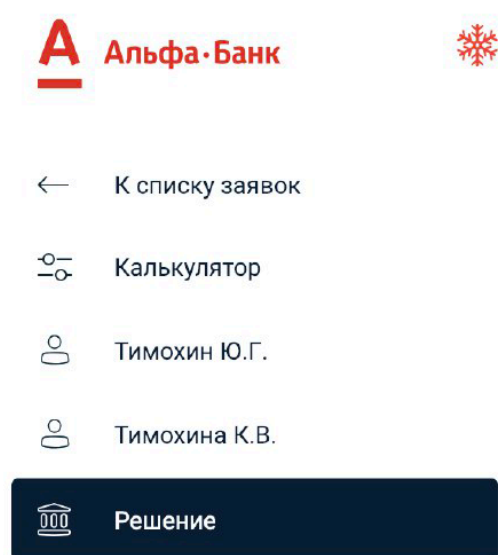 Альфа·Банк
К списку заявок
Калькулятор
Тимохин Ю.Г.
Тимохина К.В.
Решение